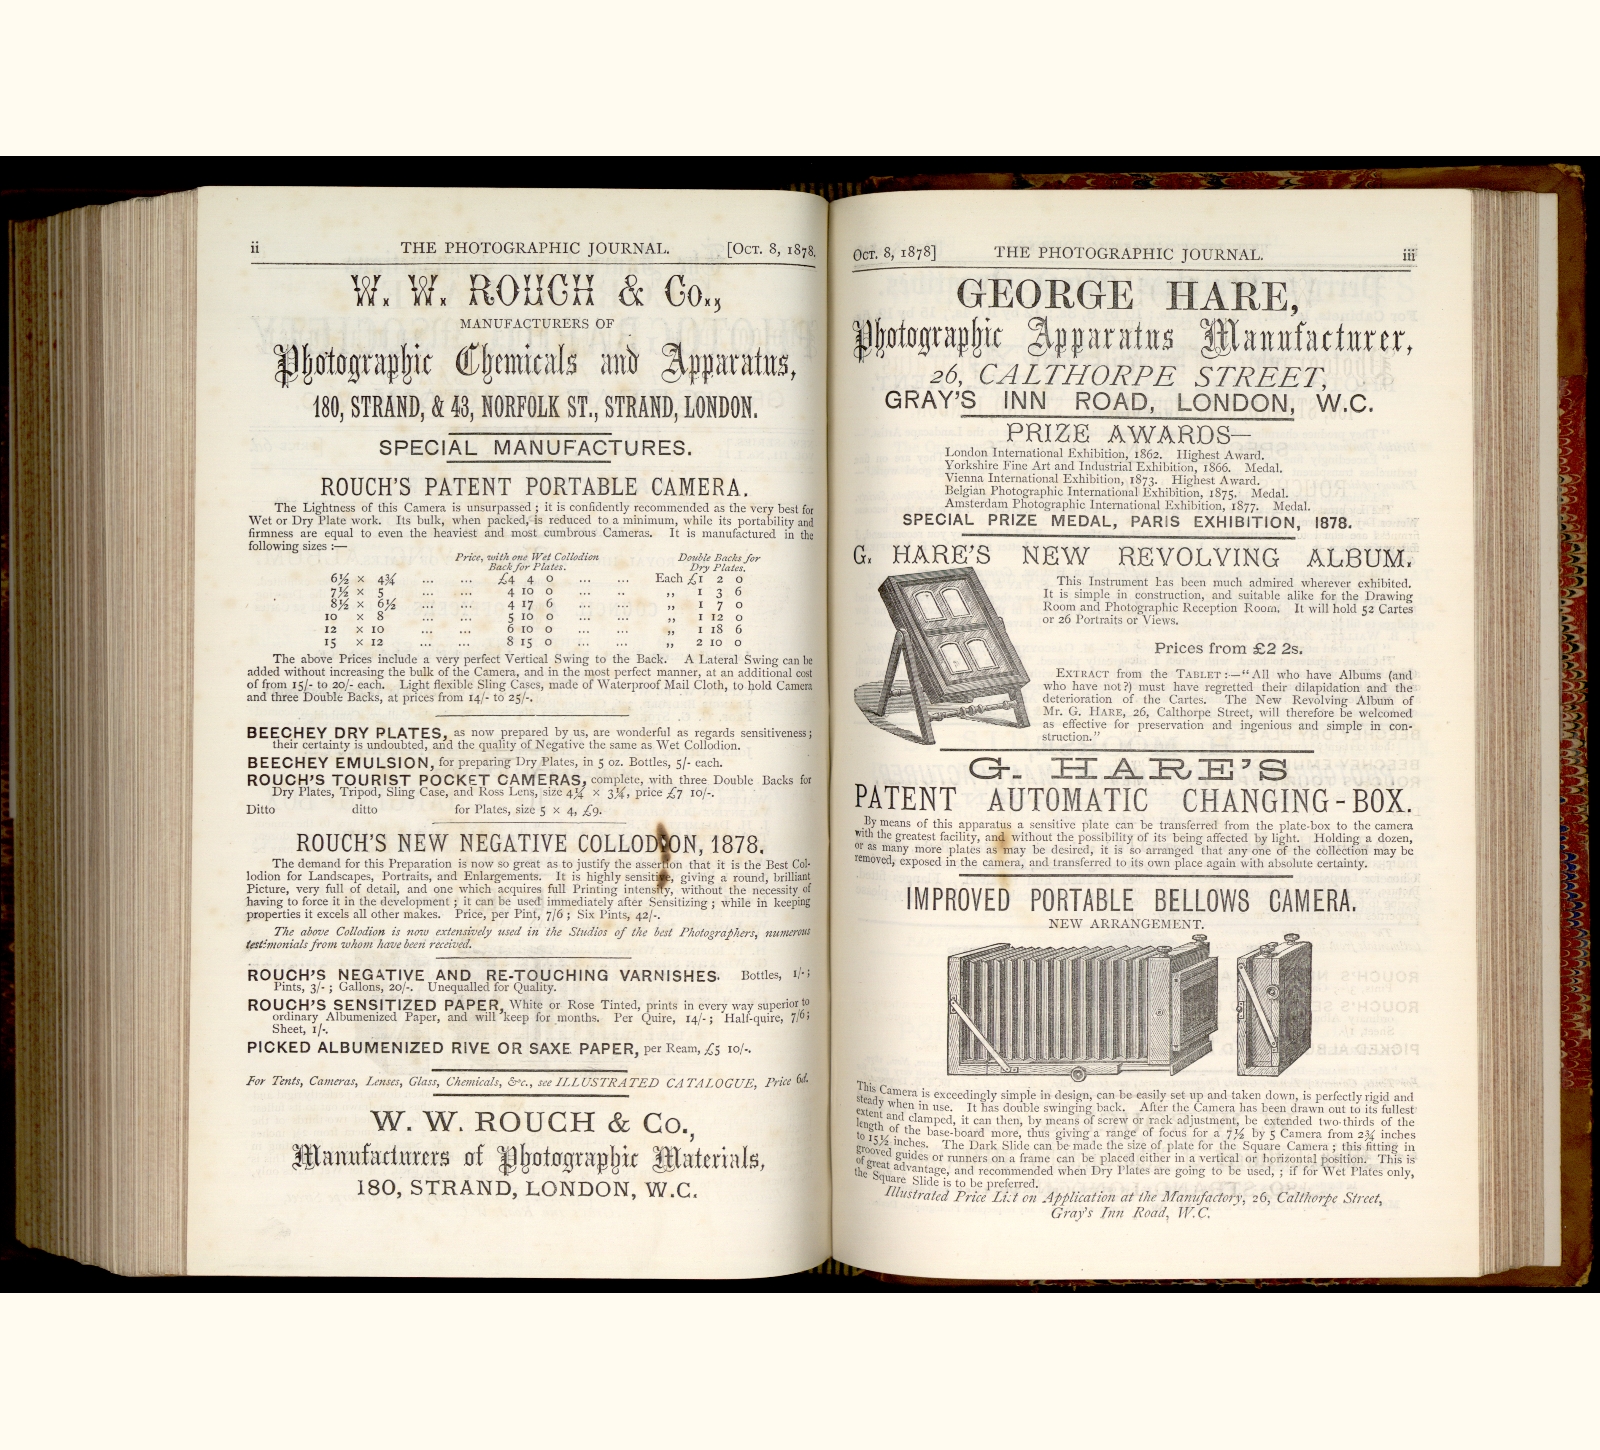 ii THE PHOTOGRAPHIC JOURNAL. [Oct. 8, 1878.
W. W. ROUCH & Co.,
MANUFACTURERS OF
Photographic Chemicals and Apparatus,
180, STRAND, & 43, NORFOLK ST., STRAND, LONDON.
SPECIAL MANUFACTURES.
ROUCH'S PATENT PORTABLE CAMERA.
The Lightness of this Camera is unsurpassed ; it is confidently recommended as the very best for
Wet or Dry Plate work. Its bulk, when packed, is reduced to a minimum, while its portability and
firmness are equal to even the heaviest and most cumbrous Cameras. It is manufactured in the
following sizes :—
Price, with one Wet Collodion Double Backs for
Back for Plates. Dry Plates.
6½ × 4¾ ... ... £4 4 0 ... ... Each £1 2 0
7½ × 5 ... ... 4 10 0 ... .. „ 1 3 6
8½ × 6½ ... ... 4 17 6 ... ... „ 1 7 0
10 × 8 ... ... 5 10 0 ... ... „ 1 12 0
12 × 10 ... ... 6 10 0 ... ... „ 1 18 6
15 × 12 ... ... 8 15 0 ... ... „ 2 10 0
The above Prices include a very perfect Vertical Swing to the Back. A Lateral Swing can be
added without increasing the bulk of the Camera, and in the most perfect manner, at an additional cost
of from 15/- to 20/- each. Light flexible Sling Cases, made of Waterproof Mail Cloth, to hold Camera
and three Double Backs, at prices from 14/- to 25/-.
BEECHEY DRY PLATES, as now prepared by us, are wonderful as regards sensitiveness ;
their certainty is undoubted, and the quality of Negative the same as Wet Collodion.
BEECHEY EMULSION, for preparing Dry Plates, in 5 oz. Bottles, 5/- each.
ROUCH'S TOURIST POCKET CAMERAS, complete, with three Double Backs for
Dry Plates, Tripod, Sling Case, and Ross Lens, size 4¼ × 3¼, price £7 10/-.
Ditto ditto for Plates, size 5 × 4, £9.
ROUCH'S NEW NEGATIVE COLLODION, 1878.
The demand for this Preparation is now so great as to justify the assertion that it is the Best Col-
lodion for Landscapes, Portraits, and Enlargements. It is highly sensitive, giving a round, brilliant
Picture, very full of detail, and one which acquires full Printing intensity, without the necessity of
having to force it in the development ; it can be used immediately after Sensitizing ; while in keeping
properties it excels all other makes. Price, per Pint, 7/6 ; Six Pints, 42/-.
The above Collodion is now extensively used in the Studios of the best Photographers, numerous
testimonials from whom have been received.
ROUCH'S NEGATIVE AND RE-TOUCHING VARNISHES. Bottles, 1/- ;
Pints, 3/- ; Gallons, 20/-. Unequalled for Quality.
ROUCH'S SENSITIZED PAPER, White or Rose Tinted, prints in every way superior to
ordinary Albumenized Paper, and will keep for months. Per Quire, 14/- ; Half-quire, 7/6 ;
Sheet, 1/-.
PICKED ALBUMENIZED RIVE OR SAXE PAPER, per Ream, £5 10/-.
For Tents, Cameras, Lenses, Glass, Chemicals, &c., see ILLUSTRATED CATALOGUE, Price 6d.
W. W. ROUCH & Co.,
Manufacturers of Photographic Materials,
180, STRAND, LONDON, W.C.
Oct. 8, 1878] THE PHOTOGRAPHIC JOURNAL. iii
GEORGE HARE,
Photographic Apparatus Manufacturer,
26, CALTHORPE STREET,
GRAY'S INN ROAD, LONDON, W.C.
PRIZE AWARDS—
London International Exhibition, 1862. Highest Award.
Yorkshire Fine Art and Industrial Exhibition, 1866. Medal.
Vienna International Exhibition, 1873. Highest Award.
Belgian Photographic International Exhibition, 1875. Medal.
Amsterdam Photographic International Exhibition, 1877. Medal.
SPECIAL PRIZE MEDAL, PARIS EXHIBITION, 1878.
G. HARE'S NEW REVOLVING ALBUM.
This Instrument has been much admired wherever exhibited.
It is simple in construction, and suitable alike for the Drawing
Room and Photographic Reception Room. It will hold 52 Cartes
or 26 Portraits or Views.
Prices from £2 2s.
Extract from the Tablet :—"All who have Albums (and
who have not ?) must have regretted their dilapidation and the
deterioration of the Cartes. The New Revolving Album of
Mr. G. Hare, 26, Calthorpe Street, will therefore be welcomed
as effective for preservation and ingenious and simple in con-
struction."
G. HARE'S
PATENT AUTOMATIC CHANGING-BOX.
By means of this apparatus a sensitive plate can be transferred from the plate-box to the camera
with the greatest facility, and without the possibility of its being affected by light. Holding a dozen,
or as many more plates as may be desired, it is so arranged that any one of the collection may be
removed, exposed in the camera, and transferred to its own place again with absolute certainty.
IMPROVED PORTABLE BELLOWS CAMERA.
NEW ARRANGEMENT.
This Camera is exceedingly simple in design, can be easily set up and taken down, is perfectly rigid and
steady when in use. It has double swinging back. After the Camera has been drawn out to its fullest
extent and clamped, it can then, by means of screw or rack adjustment, be extended two-thirds of the
length of the base-board more, thus giving a range of focus for a 7½ by 5 Camera from 2¾ inches
to 15½ inches. The Dark Slide can be made the size of plate for the Square Camera ; this fitting in
grooved guides or runners on a frame can be placed either in a vertical or horizontal position. This is
of great advantage, and recommended when Dry Plates are going to be used, ; if for Wet Plates only,
the Square Slide is to be preferred.
Illustrated Price List on Application at the Manufactory, 26, Calthorpe Street,
Gray's Inn Road, W.C.